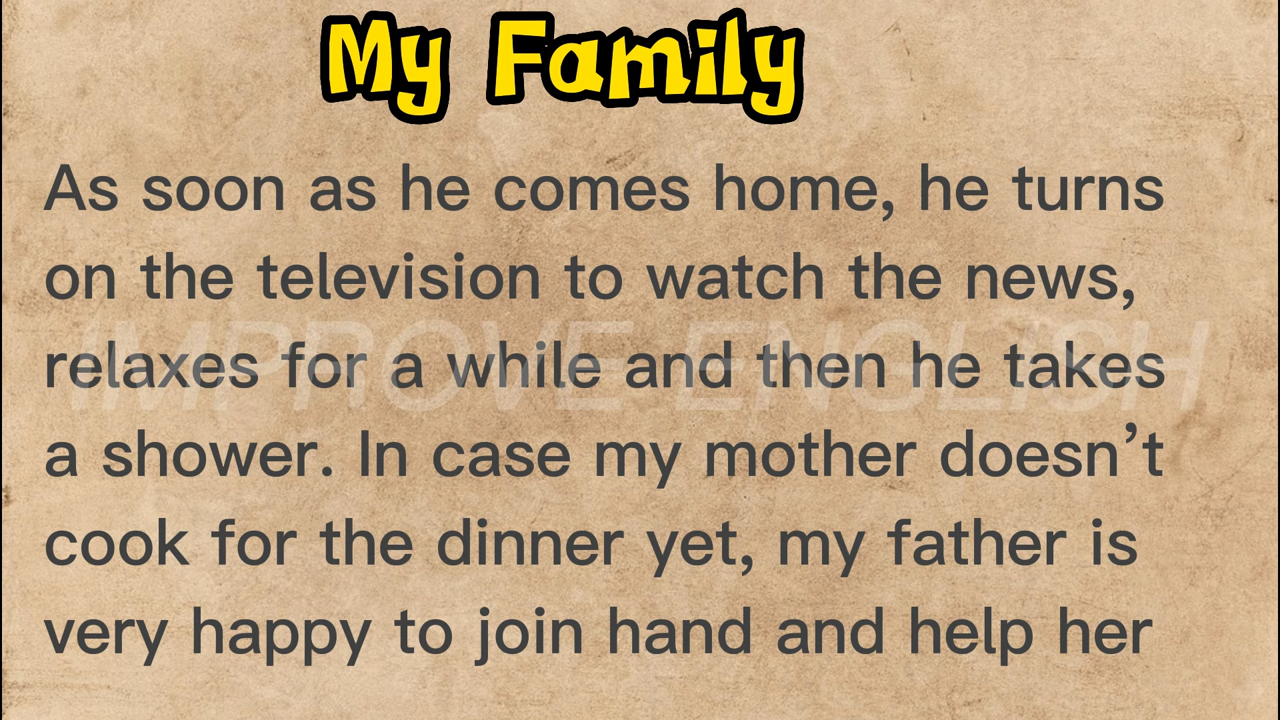 My Family
As soon as he comes home, he turns
on the television to watch the news,
relaxes for a while and then he takes
a shower. In case my mother doesn’t
cook for the dinner yet, my father is
very happy to join hand and help her
IMPROVE ENGLISH